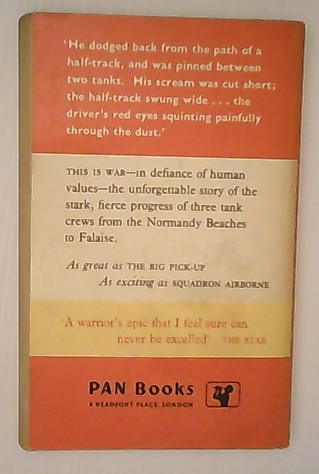 'He dodged back from the path of a
half-track, and was pinned between
two tanks. His scream was cut short;
the half-track swung wide . . . the
driver's red eyes squinting painfully
through the dust.'
THIS IS WAR—in defiance of human
values—the unforgettable story of the
stark, fierce progress of three tank
crews from the Normandy Beaches
to Falaise.
As great as THE BIG PICK-UP
As exciting as SQUADRON AIRBORNE
'A warrior's epic that I feel sure can
never be excelled' THE STAR
PAN Books
8 HEADFORT PLACE, LONDON